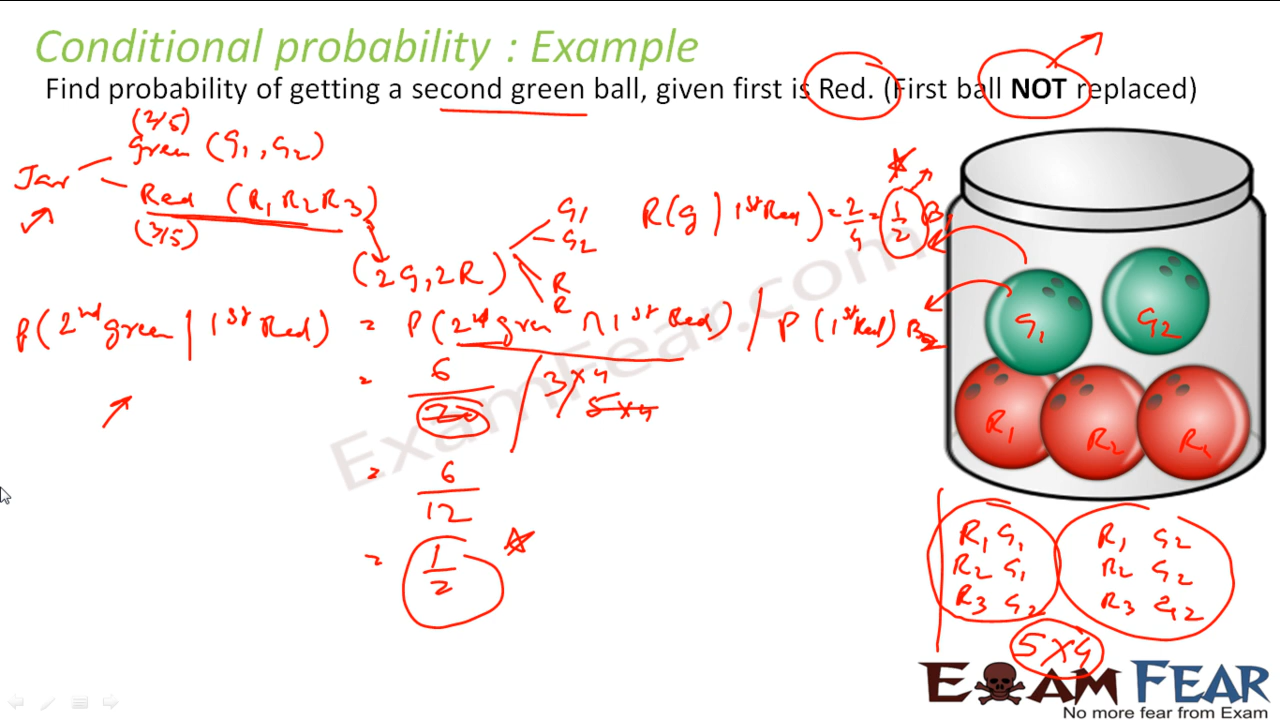 Conditional probability : Example
Find probability of getting a second green ball, given first is Red. (First ball NOT replaced)
(2/5)
Green (G1, G2)
Jar
Red (R1 R2 R3)
(3/5)
(2G, 2R)
G1
G2
R
R
R(G | 1st Red) = 2/4 = 1/2
B1
P(2nd green | 1st Red) = P(2nd green ∩ 1st Red) / P(1st Red)
= 6/20 / 3×4/5×4
= 6/12
= 1/2
G1 G2
R1 R2
R1 G1 R1 G2
R2 G1 R2 G2
R3 G2 R3 G2
5×4
ExamFear.com
EXAM FEAR
No more fear from Exam